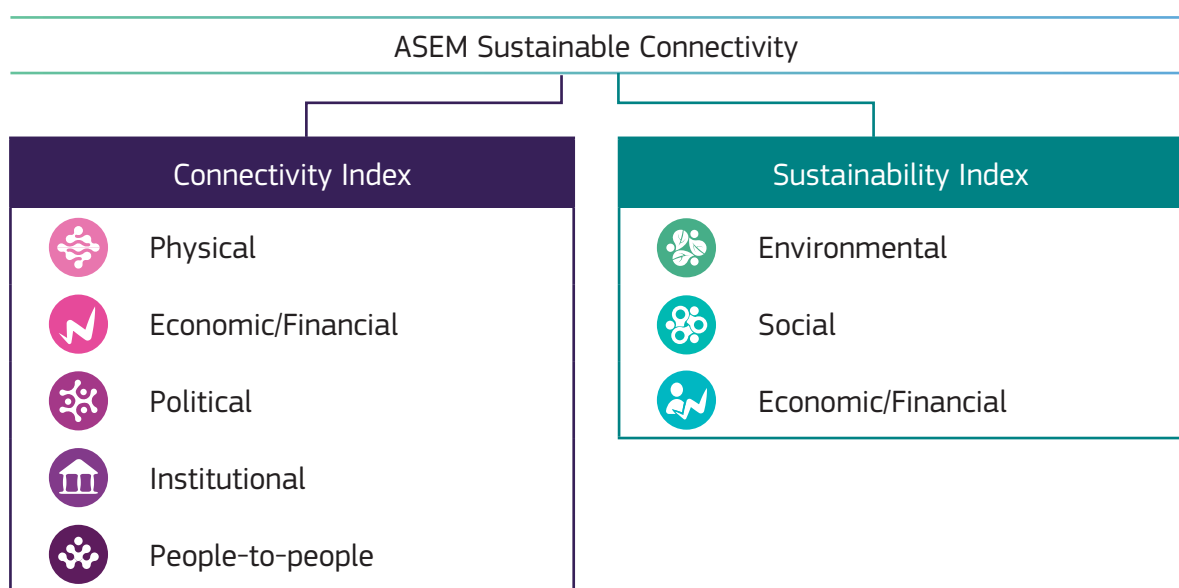 ASEM Sustainable Connectivity
Connectivity Index
Physical
Economic/Financial
Political
Institutional
People-to-people
Sustainability Index
Environmental
Social
Economic/Financial